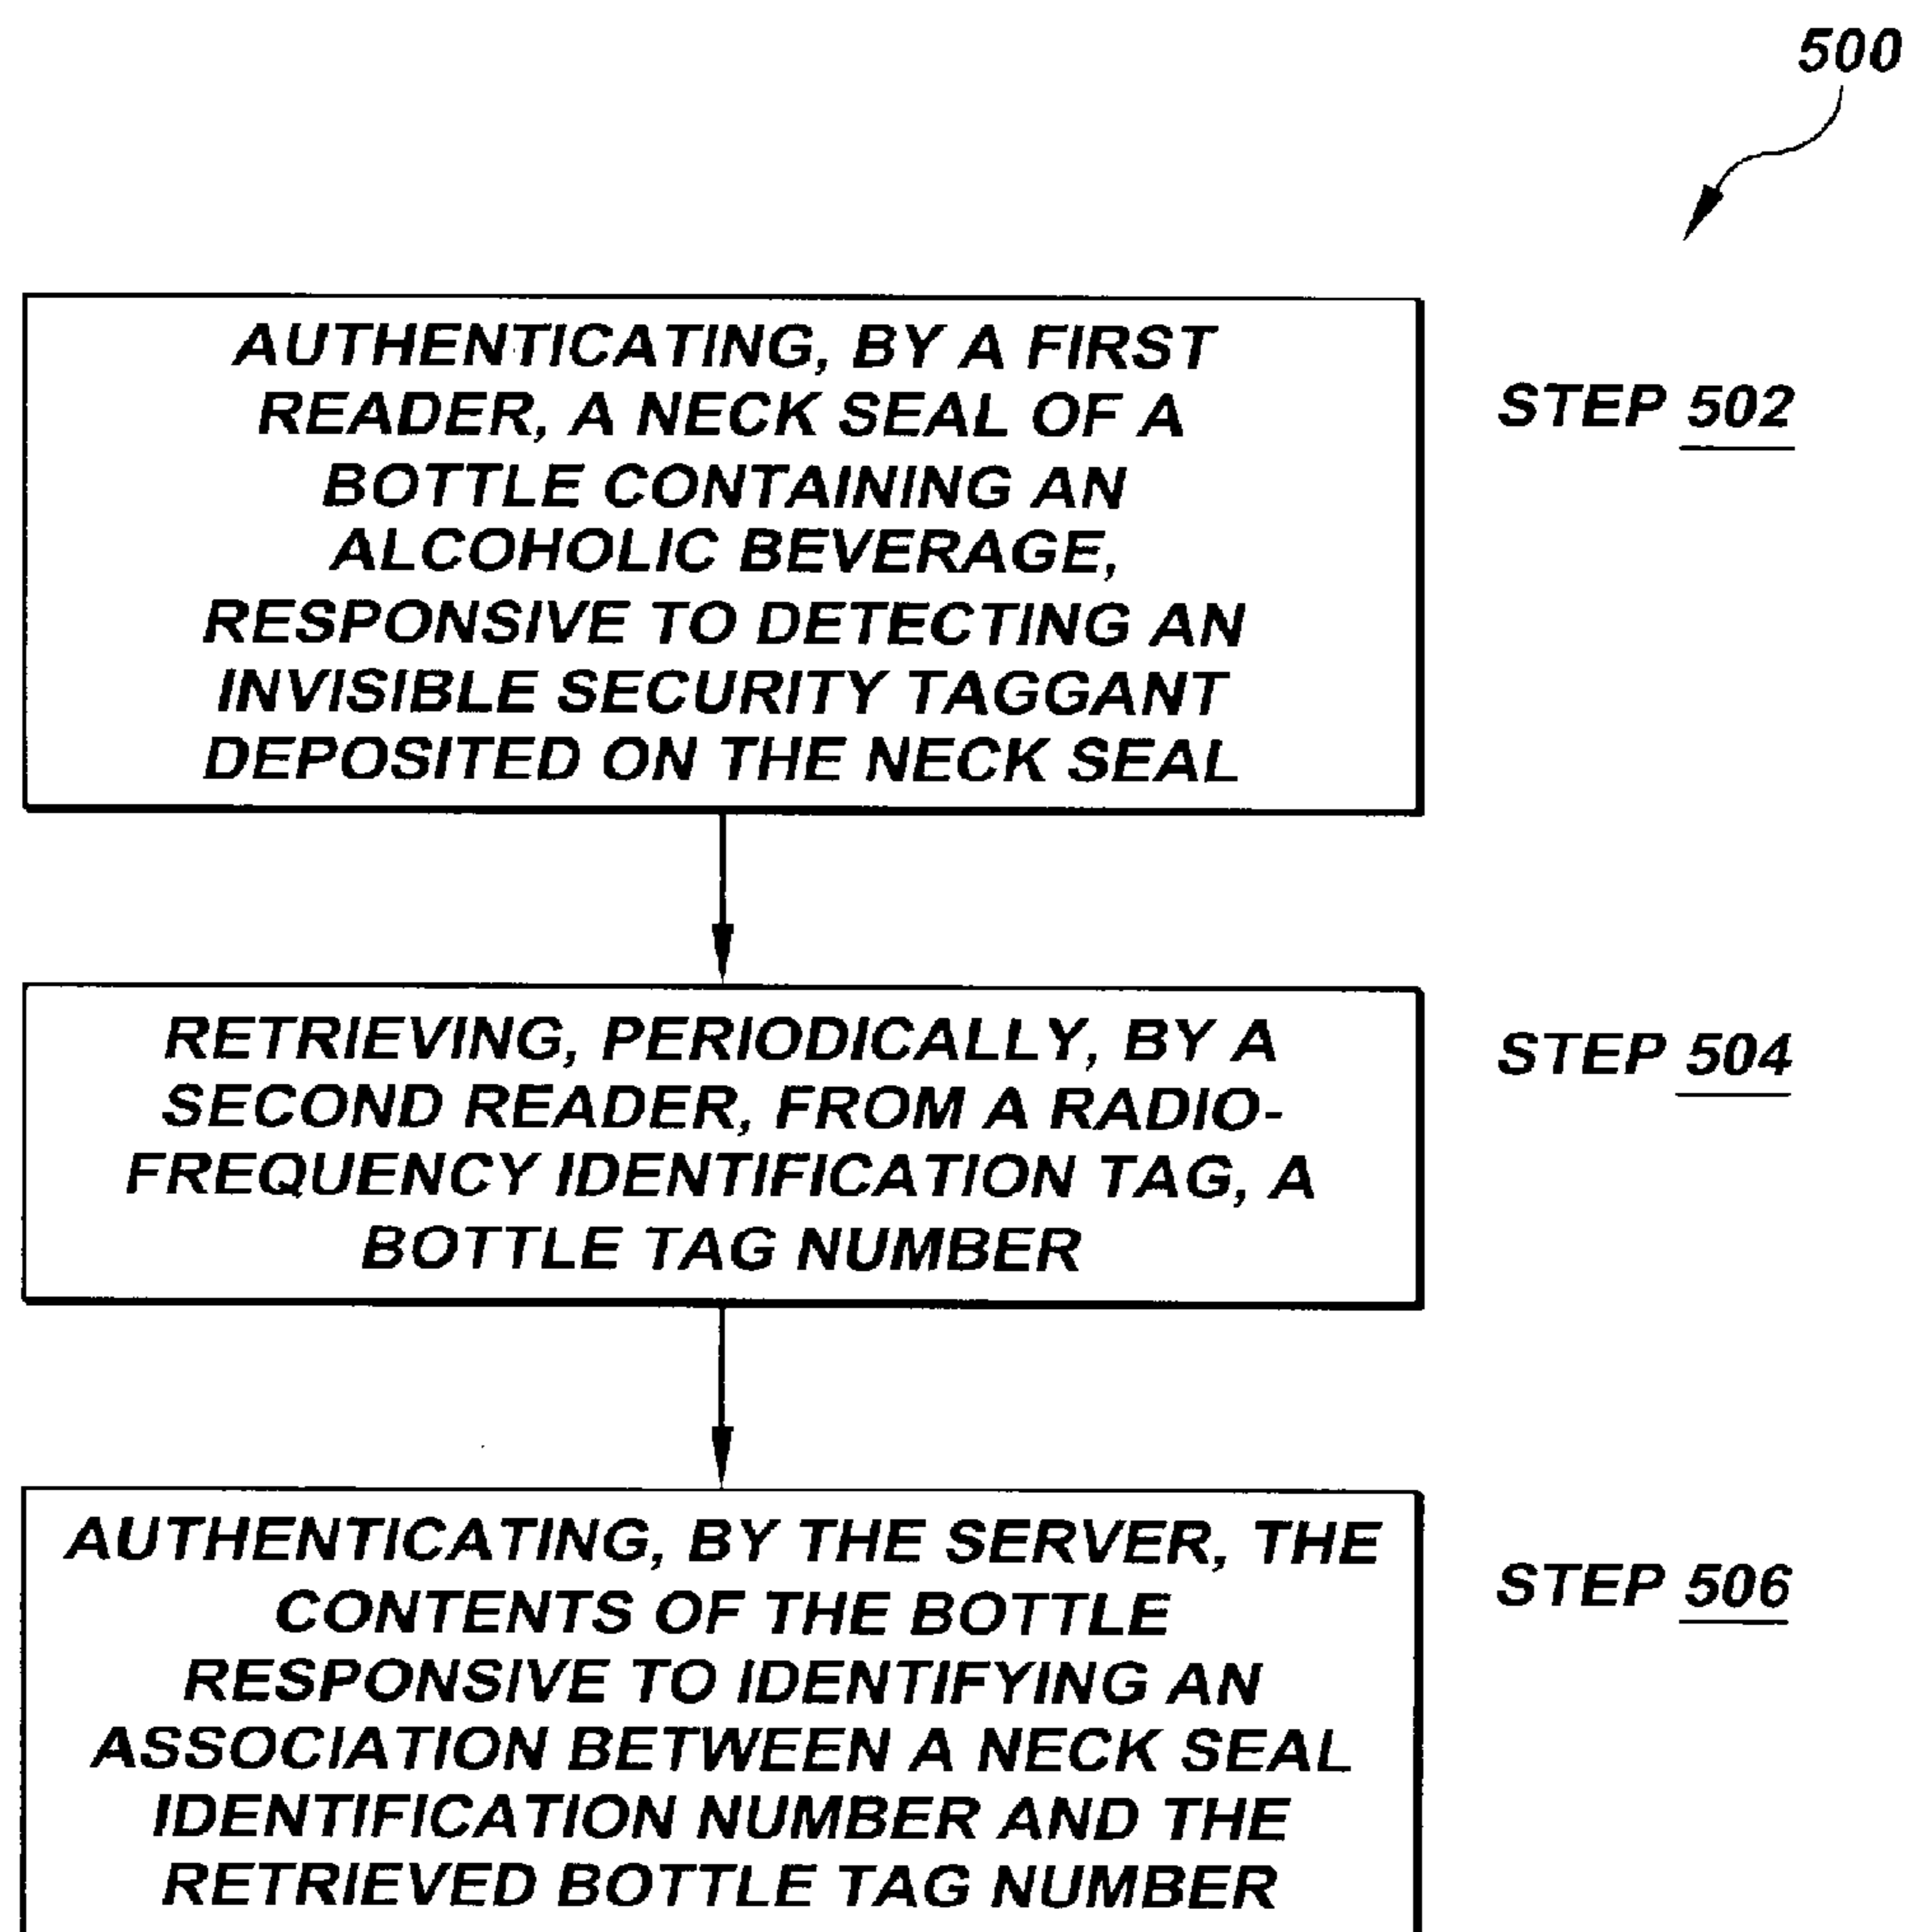 500
AUTHENTICATING, BY A FIRST
READER, A NECK SEAL OF A
BOTTLE CONTAINING AN
ALCOHOLIC BEVERAGE,
RESPONSIVE TO DETECTING AN
INVISIBLE SECURITY TAGGANT
DEPOSITED ON THE NECK SEAL
STEP 502
RETRIEVING, PERIODICALLY, BY A
SECOND READER, FROM A RADIO-
FREQUENCY IDENTIFICATION TAG, A
BOTTLE TAG NUMBER
STEP 504
AUTHENTICATING, BY THE SERVER, THE
CONTENTS OF THE BOTTLE
RESPONSIVE TO IDENTIFYING AN
ASSOCIATION BETWEEN A NECK SEAL
IDENTIFICATION NUMBER AND THE
RETRIEVED BOTTLE TAG NUMBER
STEP 506